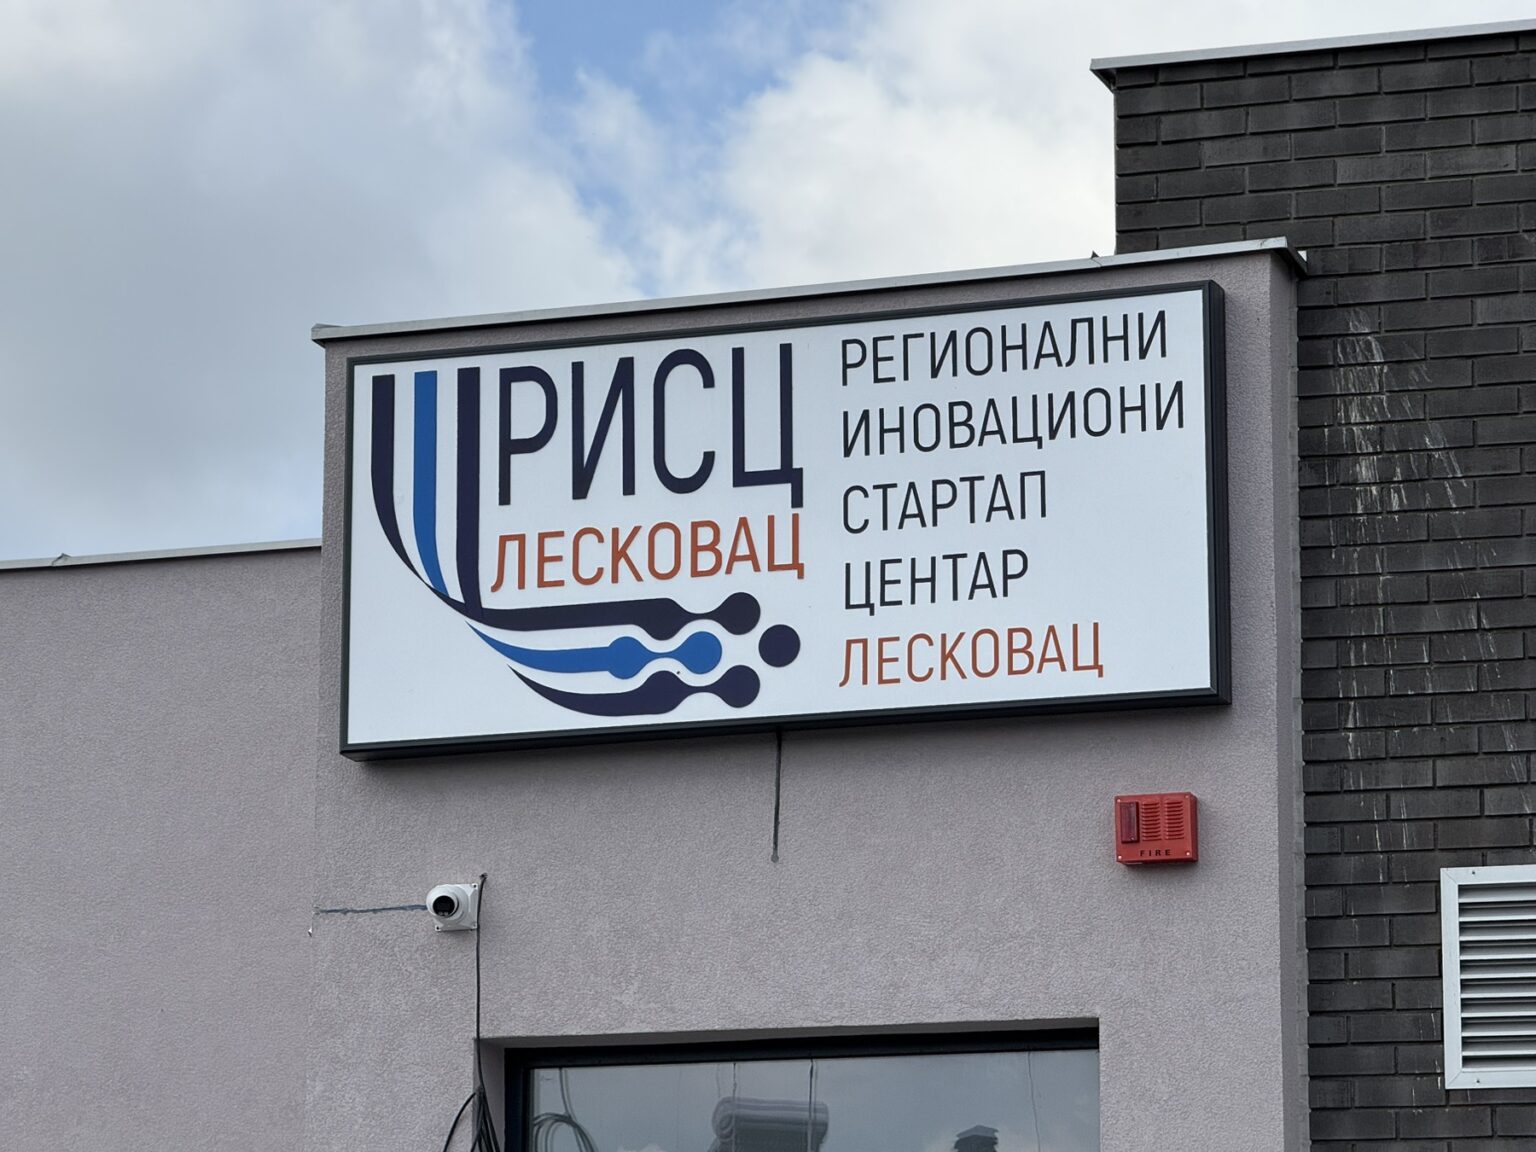 РИСЦ
ЛЕСКОВАЦ
РЕГИОНАЛНИ
ИНОВАЦИОНИ
СТАРТАП
ЦЕНТАР
ЛЕСКОВАЦ
FIRE